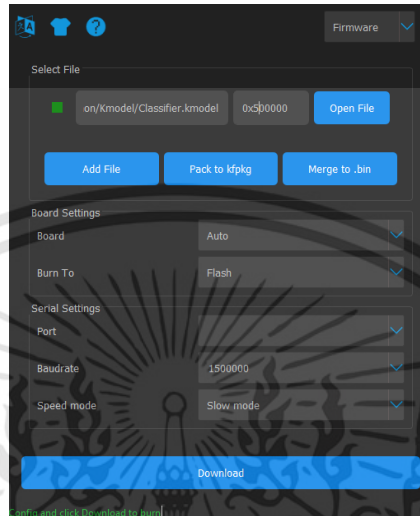 Firmware
Select File
on/Kmodel/Classifier.kmodel 0x500000 Open File
Add File Pack to kfpkg Merge to .bin
Board Settings
Board Auto
Burn To Flash
Serial Settings
Port
Baudrate 1500000
Speed mode Slow mode
Download
Config and click Download to burn